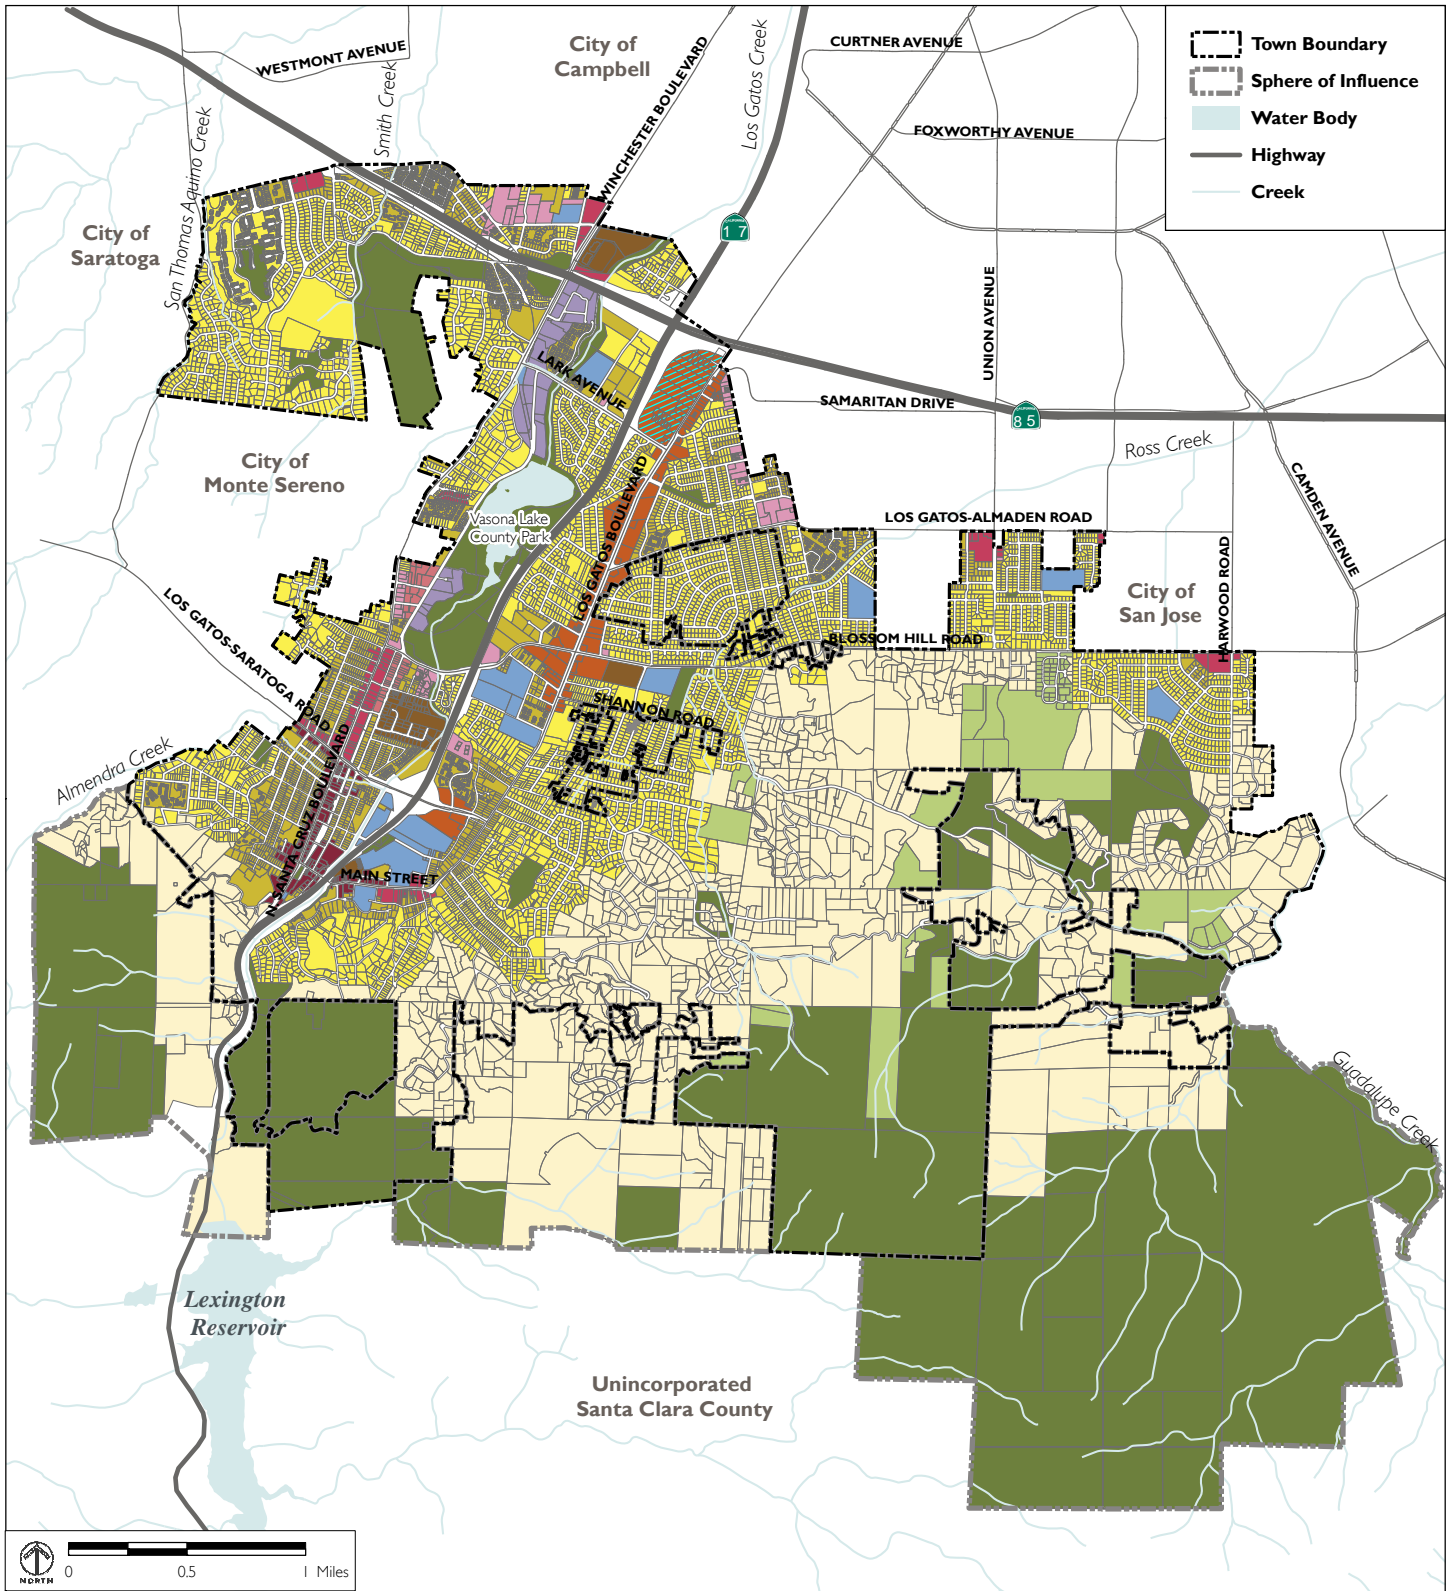 Town Boundary
Sphere of Influence
Water Body
Highway
Creek
WESTMONT AVENUE
City of
Campbell
WINCHESTER BOULEVARD
Los Gatos Creek
CURTNER AVENUE
FOXWORTHY AVENUE
Smith Creek
San Thomas Aquino Creek
City of
Saratoga
CALIFORNIA
17
UNION AVENUE
LARK AVENUE
SAMARITAN DRIVE
CALIFORNIA
85
Ross Creek
City of
Monte Sereno
CAMDEN AVENUE
LOS GATOS BOULEVARD
Vasona Lake
County Park
LOS GATOS-ALMADEN ROAD
HARWOOD ROAD
City of
San Jose
LOS GATOS-SARATOGA ROAD
BLOSSOM HILL ROAD
SHANNON ROAD
Almendra Creek
N SANTA CRUZ BOULEVARD
MAIN STREET
Guadalupe Creek
Lexington
Reservoir
Unincorporated
Santa Clara County
NORTH
0 0.5 1 Miles